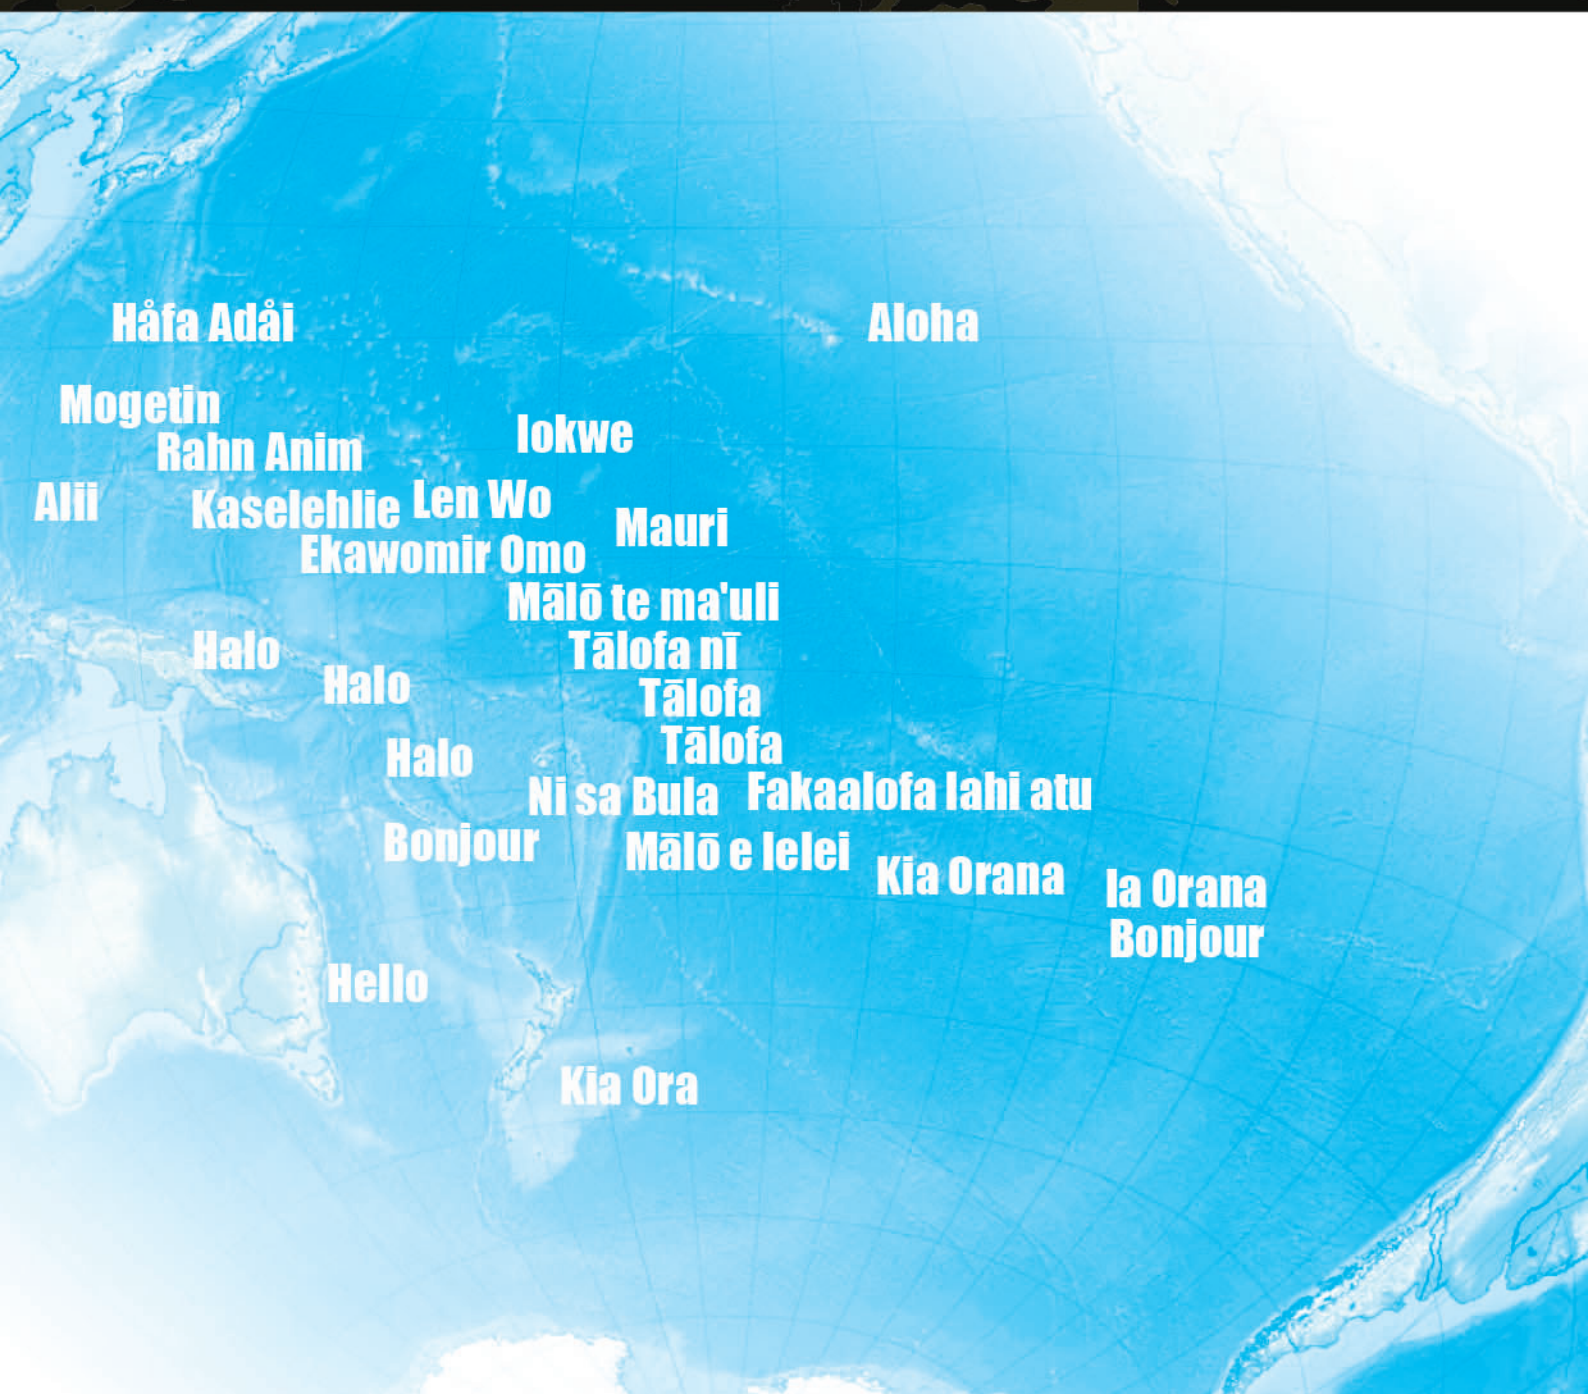 Håfa Adåi
Aloha
Mogetin
Iokwe
Rahn Anim
Alii
Kaselehlie
Len Wo
Mauri
Ekawomir Omo
Mālō te ma'uli
Halo
Tālofa nī
Halo
Tālofa
Tālofa
Halo
Ni sa Bula
Fakaalofa lahi atu
Bonjour
Mālō e lelei
Kia Orana
Ia Orana
Bonjour
Hello
Kia Ora